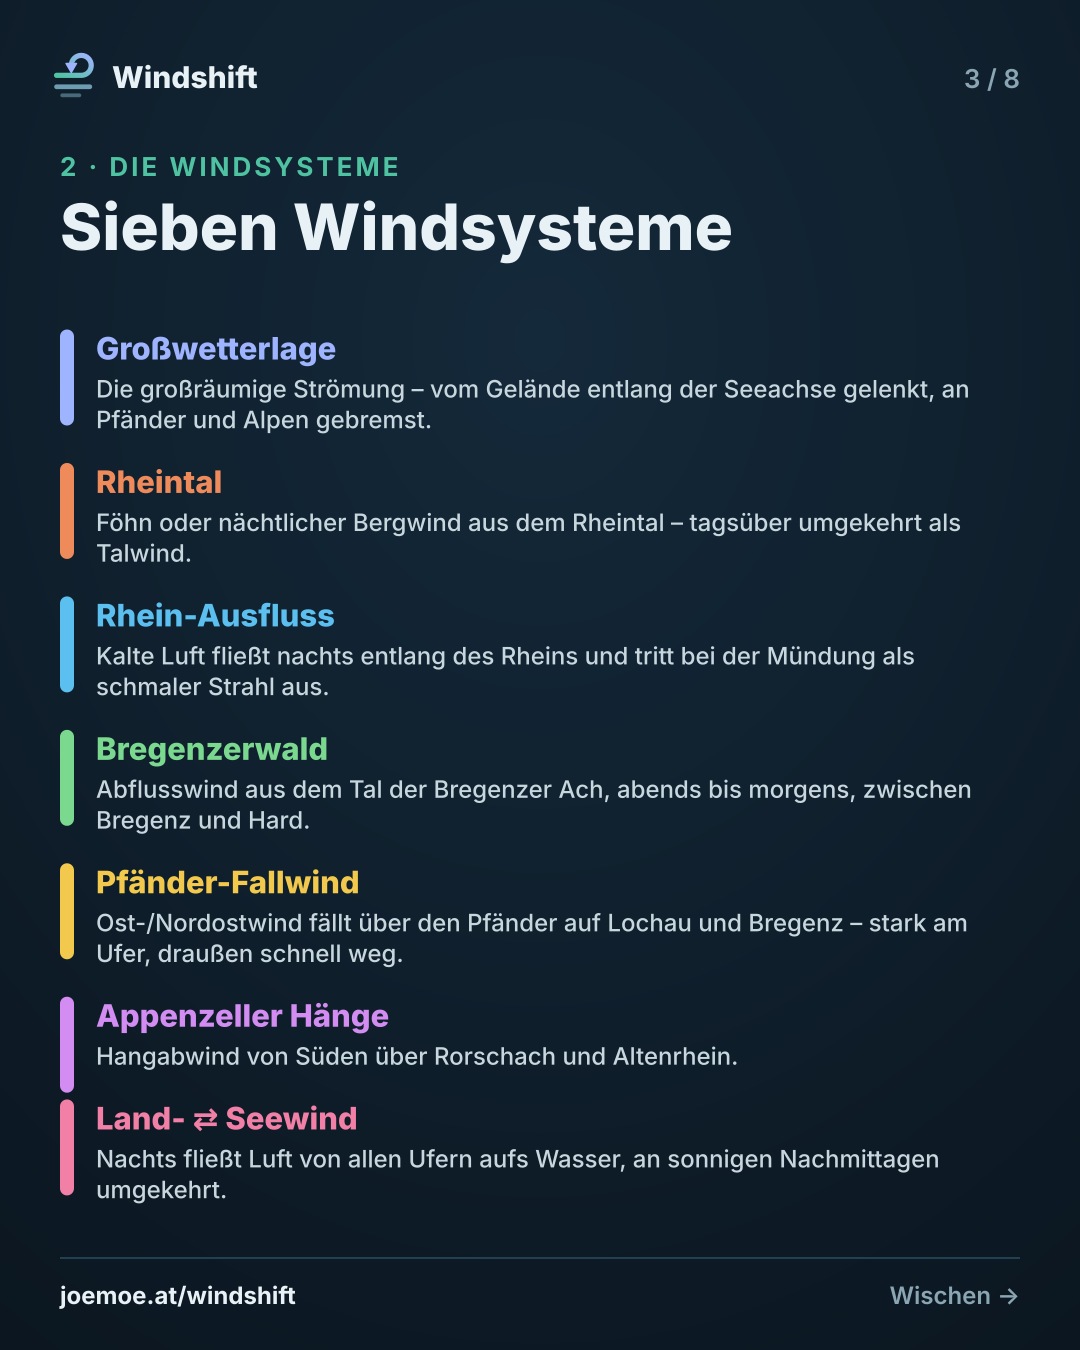 Windshift
3 / 8
2 · DIE WINDSYSTEME
Sieben Windsysteme
Großwetterlage
Die großräumige Strömung – vom Gelände entlang der Seeachse gelenkt, an
Pfänder und Alpen gebremst.
Rheintal
Föhn oder nächtlicher Bergwind aus dem Rheintal – tagsüber umgekehrt als
Talwind.
Rhein-Ausfluss
Kalte Luft fließt nachts entlang des Rheins und tritt bei der Mündung als
schmaler Strahl aus.
Bregenzerwald
Abflusswind aus dem Tal der Bregenzer Ach, abends bis morgens, zwischen
Bregenz und Hard.
Pfänder-Fallwind
Ost-/Nordostwind fällt über den Pfänder auf Lochau und Bregenz – stark am
Ufer, draußen schnell weg.
Appenzeller Hänge
Hangabwind von Süden über Rorschach und Altenrhein.
Land- ⇄ Seewind
Nachts fließt Luft von allen Ufern aufs Wasser, an sonnigen Nachmittagen
umgekehrt.
joemoe.at/windshift
Wischen →